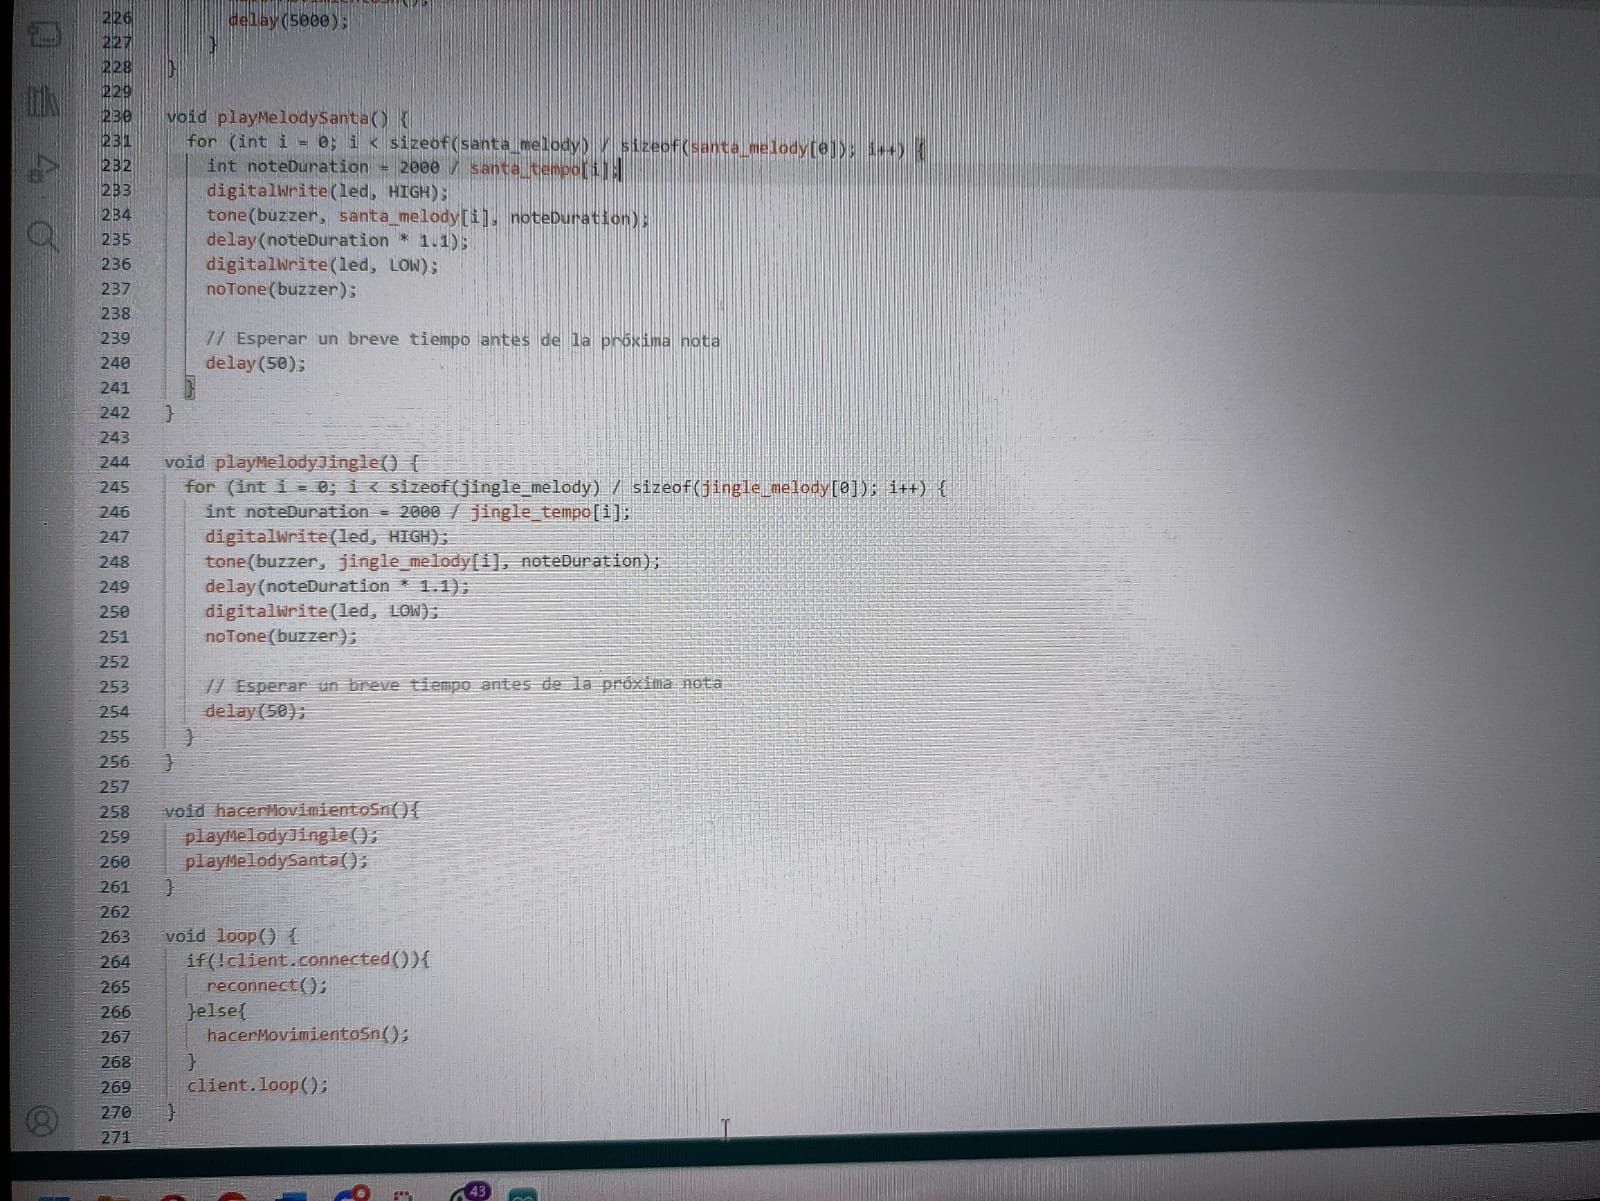 226 delay(5000);
227 }
228 }
229
230 void playMelodySanta() {
231 for (int i = 0; i < sizeof(santa_melody) / sizeof(santa_melody[0]); i++) {
232 int noteDuration = 2000 / santa_tempo[i];
233 digitalWrite(led, HIGH);
234 tone(buzzer, santa_melody[i], noteDuration);
235 delay(noteDuration * 1.1);
236 digitalWrite(led, LOW);
237 noTone(buzzer);
238
239 // Esperar un breve tiempo antes de la próxima nota
240 delay(50);
241 }
242 }
243
244 void playMelodyJingle() {
245 for (int i = 0; i < sizeof(jingle_melody) / sizeof(jingle_melody[0]); i++) {
246 int noteDuration = 2000 / jingle_tempo[i];
247 digitalWrite(led, HIGH);
248 tone(buzzer, jingle_melody[i], noteDuration);
249 delay(noteDuration * 1.1);
250 digitalWrite(led, LOW);
251 noTone(buzzer);
252
253 // Esperar un breve tiempo antes de la próxima nota
254 delay(50);
255 }
256 }
257
258 void hacerMovimientoSn(){
259 playMelodyJingle();
260 playMelodySanta();
261 }
262
263 void loop() {
264 if(!client.connected()){
265 reconnect();
266 }else{
267 hacerMovimientoSn();
268 }
269 client.loop();
270 }
271
43